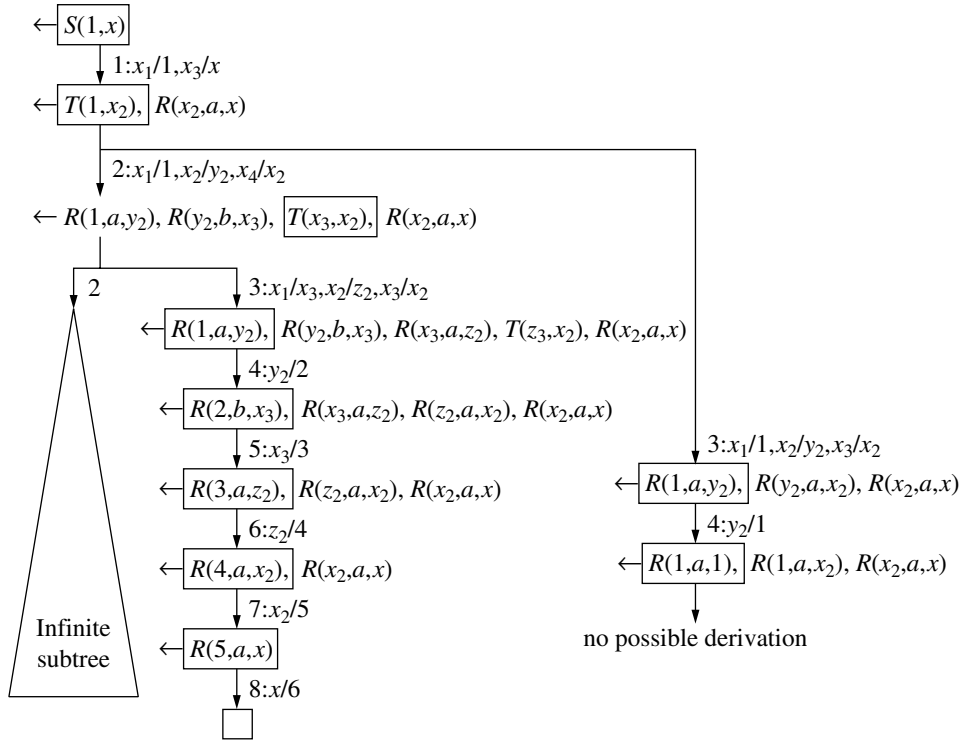 ← S(1,x)
1:x₁/1,x₃/x
← T(1,x₂), R(x₂,a,x)
2:x₁/1,x₂/y₂,x₄/x₂
← R(1,a,y₂), R(y₂,b,x₃), T(x₃,x₂), R(x₂,a,x)
2
3:x₁/x₃,x₂/z₂,x₃/x₂
← R(1,a,y₂), R(y₂,b,x₃), R(x₃,a,z₂), T(z₃,x₂), R(x₂,a,x)
4:y₂/2
← R(2,b,x₃), R(x₃,a,z₂), R(z₂,a,x₂), R(x₂,a,x)
5:x₃/3
← R(3,a,z₂), R(z₂,a,x₂), R(x₂,a,x)
6:z₂/4
← R(4,a,x₂), R(x₂,a,x)
7:x₂/5
← R(5,a,x)
8:x/6
Infinite
subtree
3:x₁/1,x₂/y₂,x₃/x₂
← R(1,a,y₂), R(y₂,a,x₂), R(x₂,a,x)
4:y₂/1
← R(1,a,1), R(1,a,x₂), R(x₂,a,x)
no possible derivation